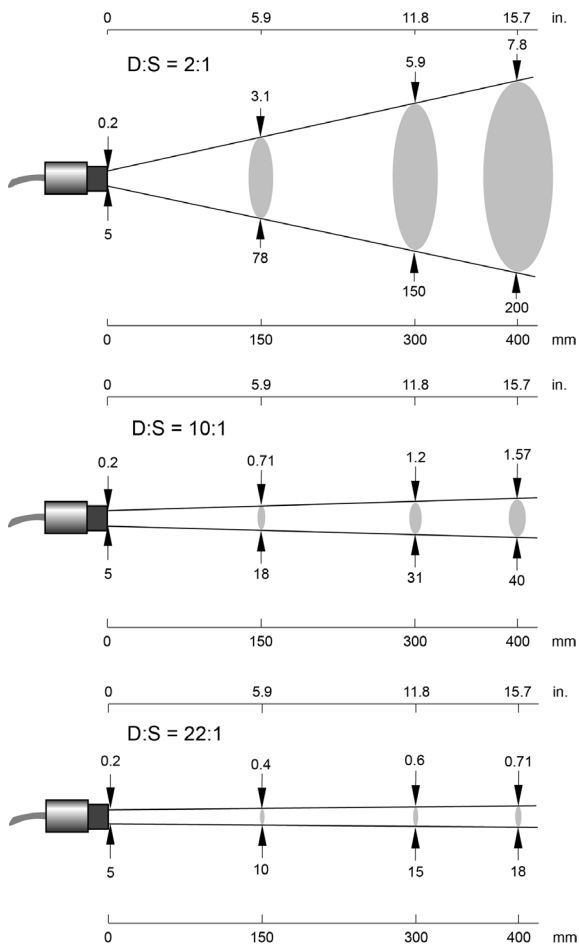 0 5.9 11.8 15.7 in.
7.8
D:S = 2:1
5.9
3.1
0.2
5
78
150
200
0 150 300 400 mm
0 5.9 11.8 15.7 in.
D:S = 10:1
0.2 0.71 1.2 1.57
5 18 31 40
0 150 300 400 mm
0 5.9 11.8 15.7 in.
D:S = 22:1
0.2 0.4 0.6 0.71
5 10 15 18
0 150 300 400 mm